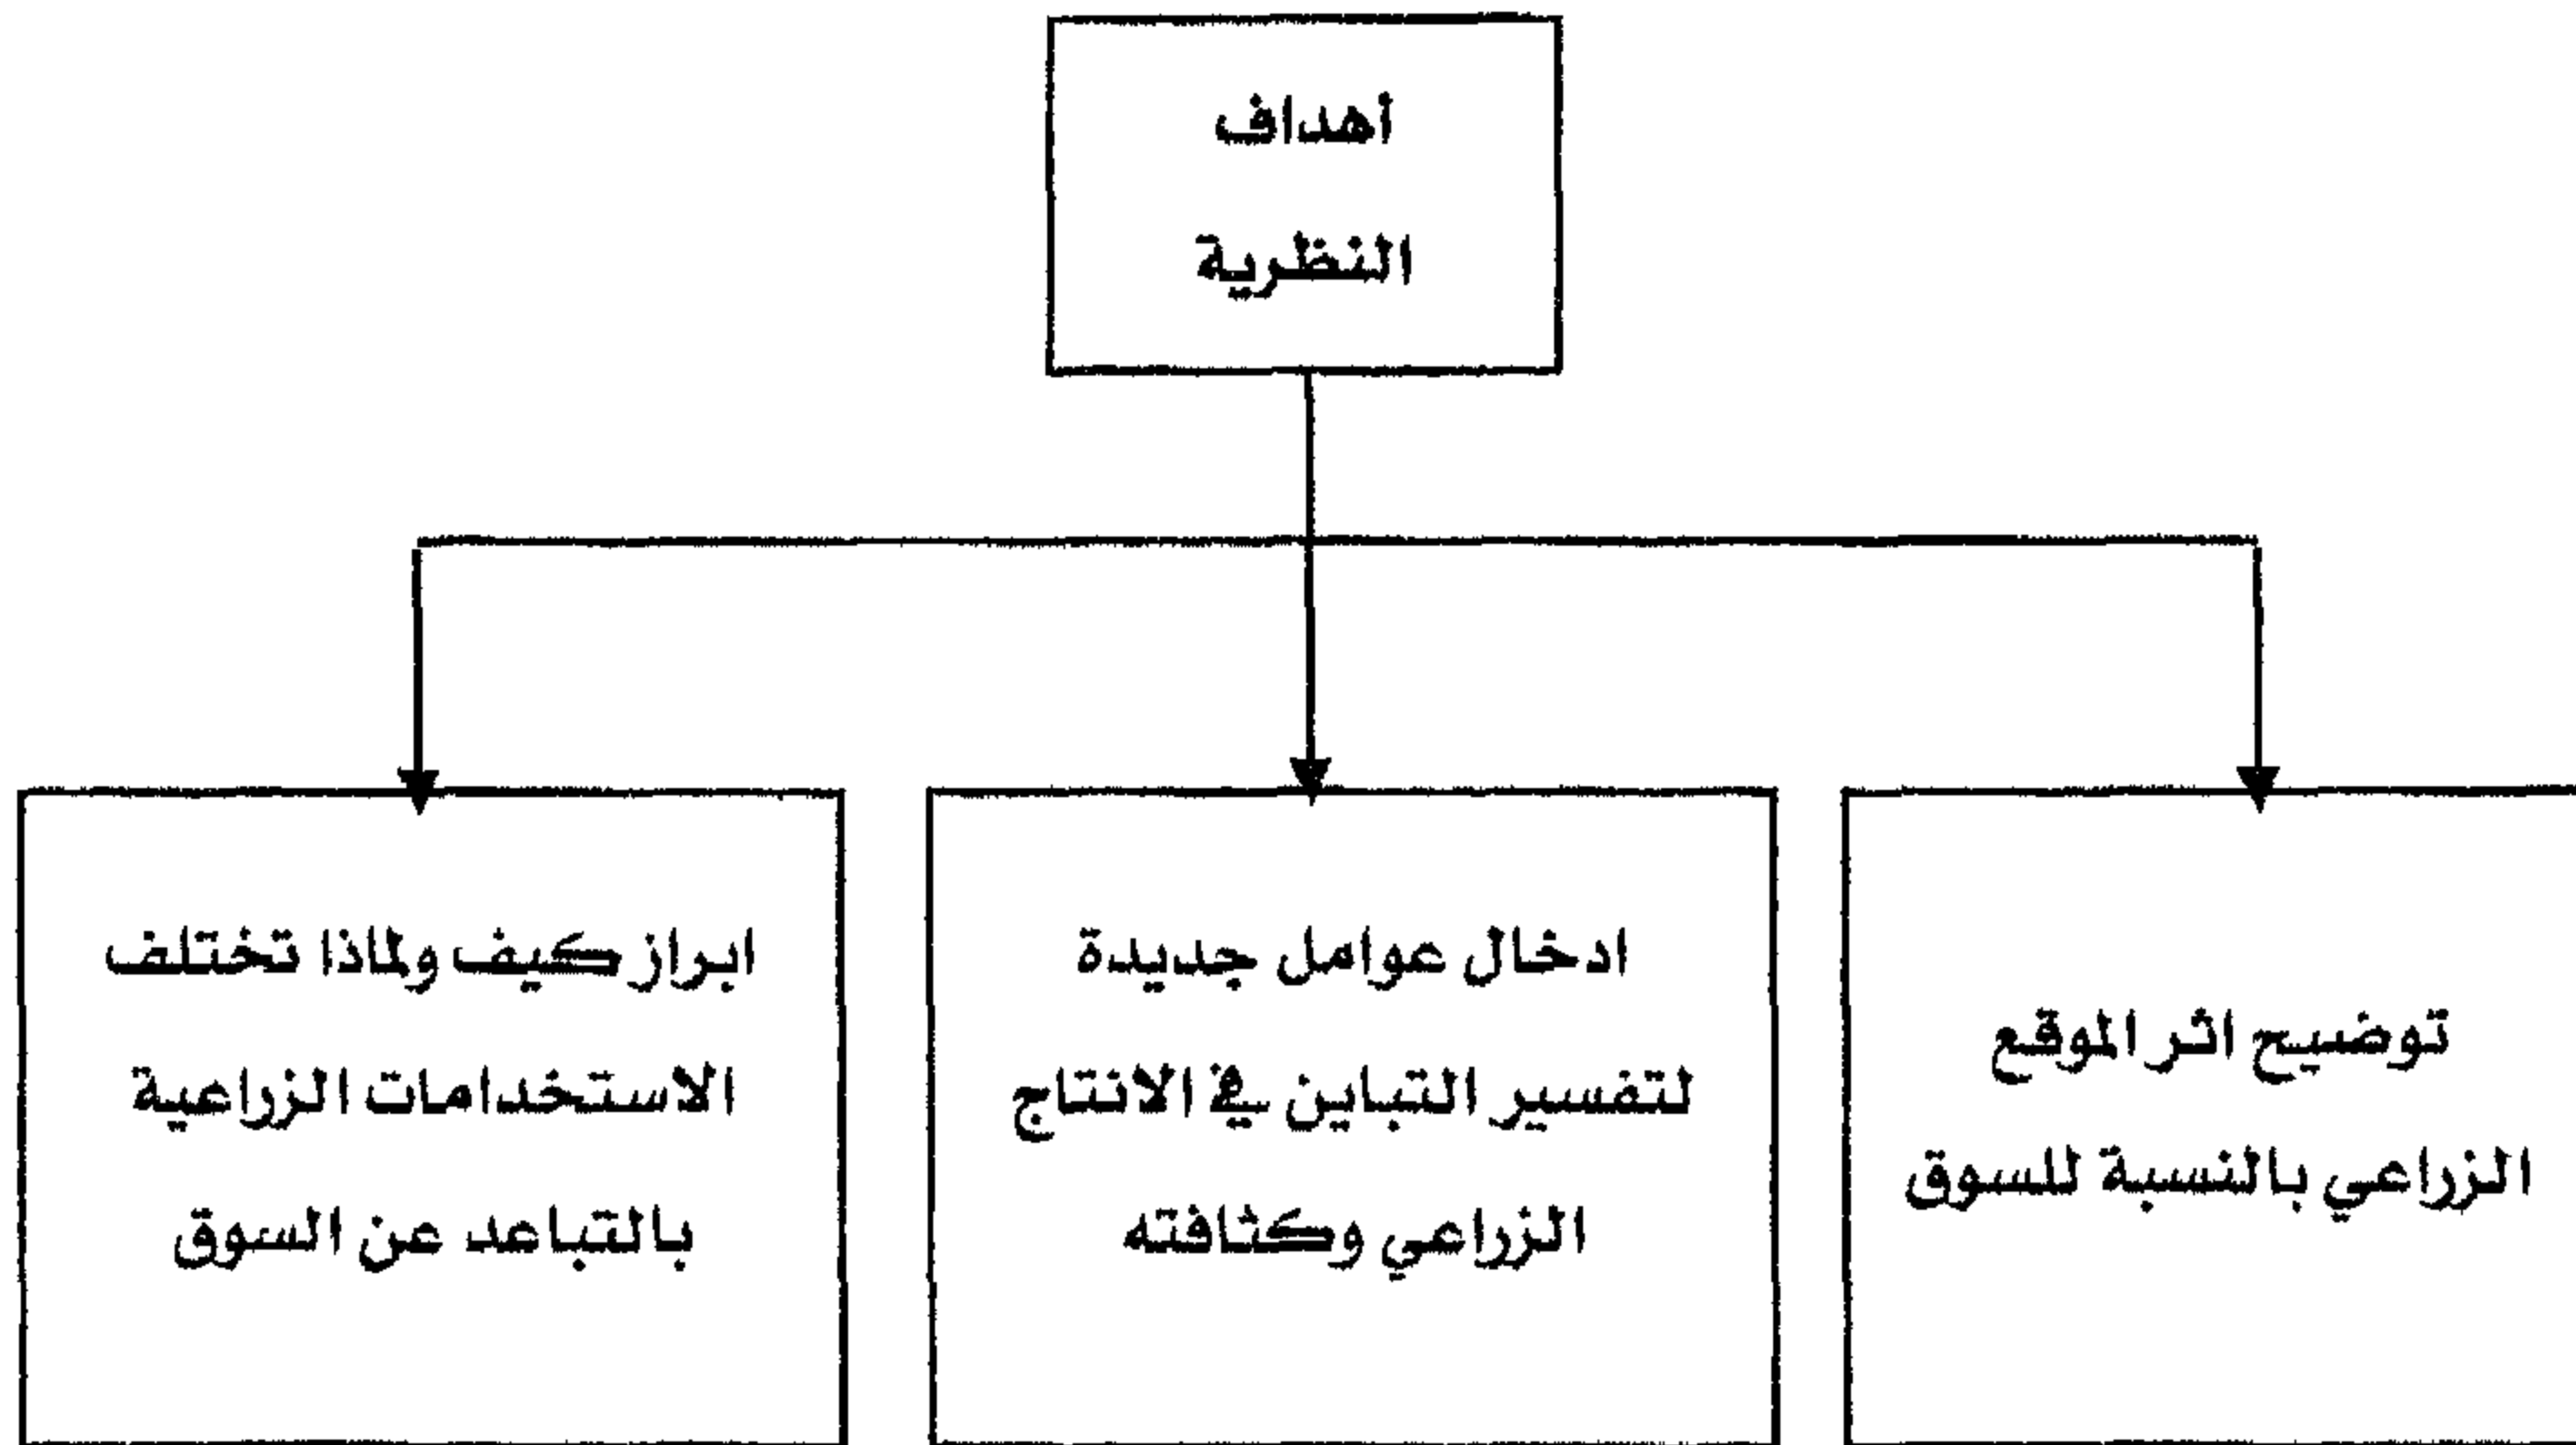 أهداف
النظرية
توضيح اثر الموقع
الزراعي بالنسبة للسوق
ادخال عوامل جديدة
لتفسير التباين في الانتاج
الزراعي وكثافته
ابراز كيف ولماذا تختلف
الاستخدامات الزراعية
بالتباعد عن السوق